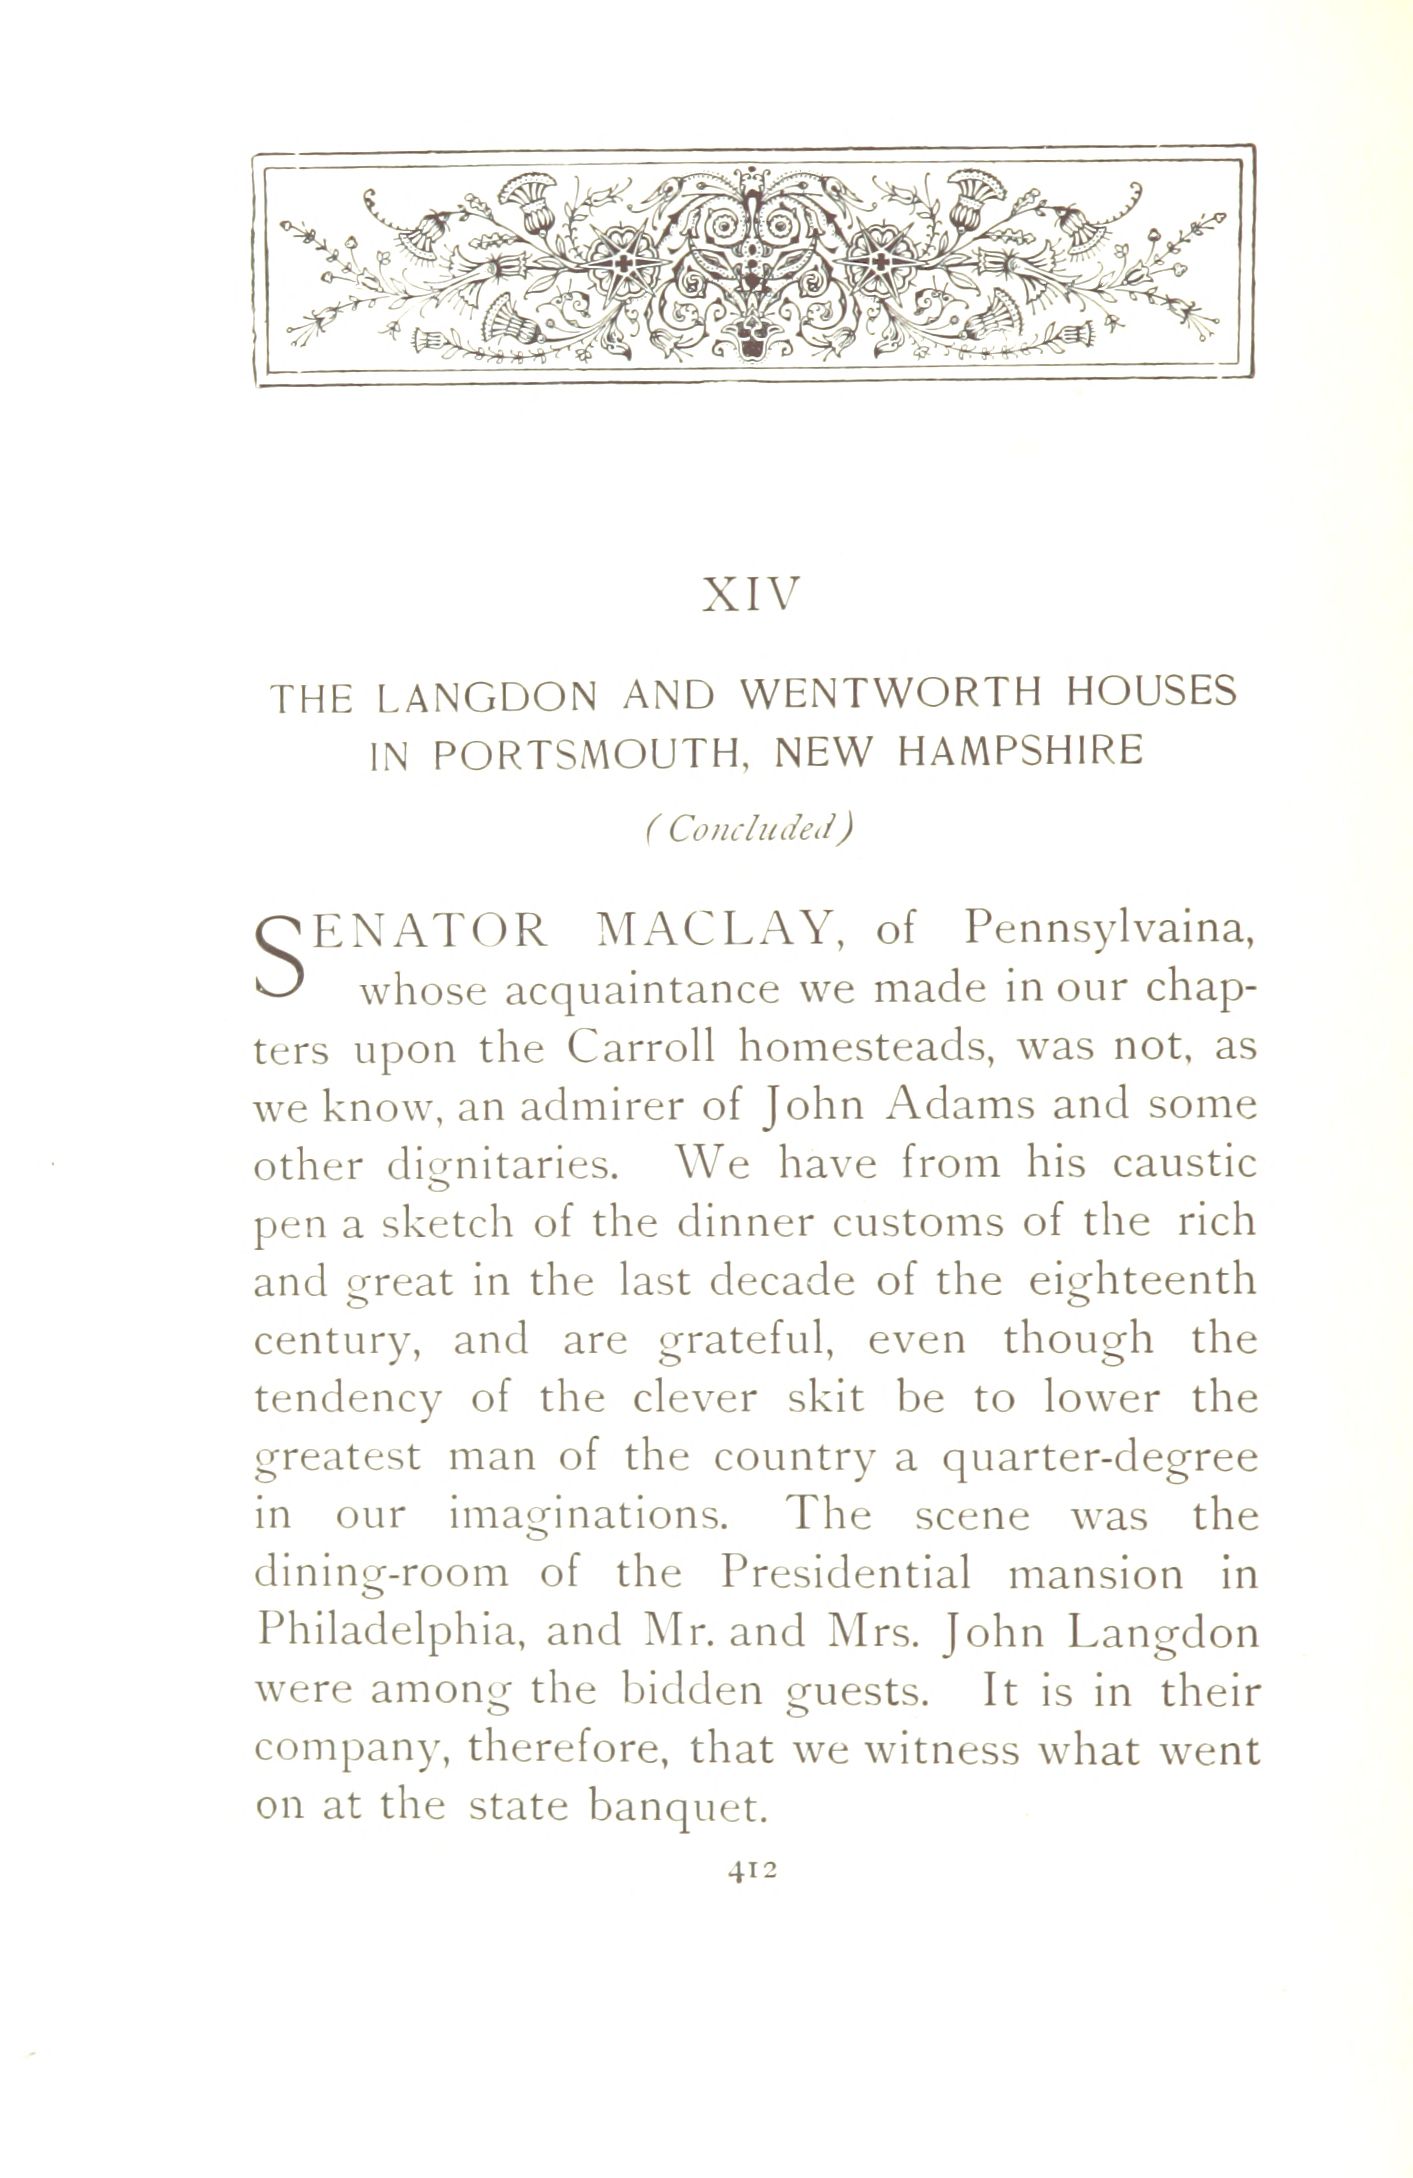 XIV
THE LANGDON AND WENTWORTH HOUSES
IN PORTSMOUTH, NEW HAMPSHIRE
(Concluded)
SENATOR MACLAY, of Pennsylvaina,
whose acquaintance we made in our chap-
ters upon the Carroll homesteads, was not, as
we know, an admirer of John Adams and some
other dignitaries. We have from his caustic
pen a sketch of the dinner customs of the rich
and great in the last decade of the eighteenth
century, and are grateful, even though the
tendency of the clever skit be to lower the
greatest man of the country a quarter-degree
in our imaginations. The scene was the
dining-room of the Presidential mansion in
Philadelphia, and Mr. and Mrs. John Langdon
were among the bidden guests. It is in their
company, therefore, that we witness what went
on at the state banquet.
412